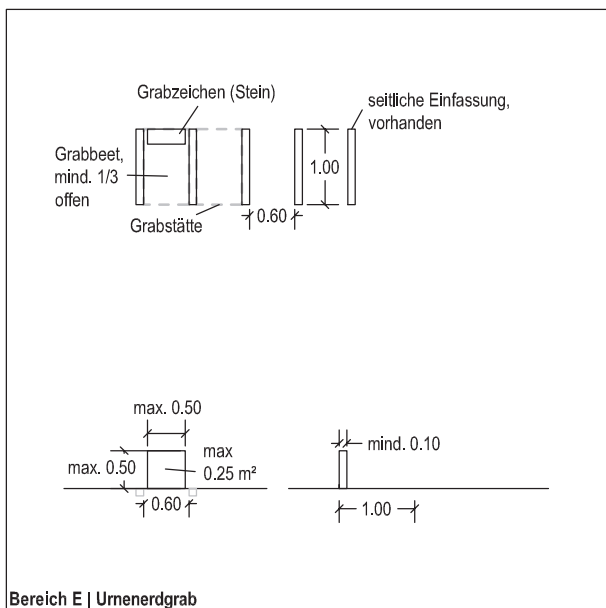 Grabzeichen (Stein)
seitliche Einfassung,
vorhanden
Grabbeet,
mind. 1/3
offen
1.00
Grabstätte
0.60
max. 0.50
max. 0.50
max
0.25 m²
0.60
mind. 0.10
1.00
Bereich E | Urnenerdgrab